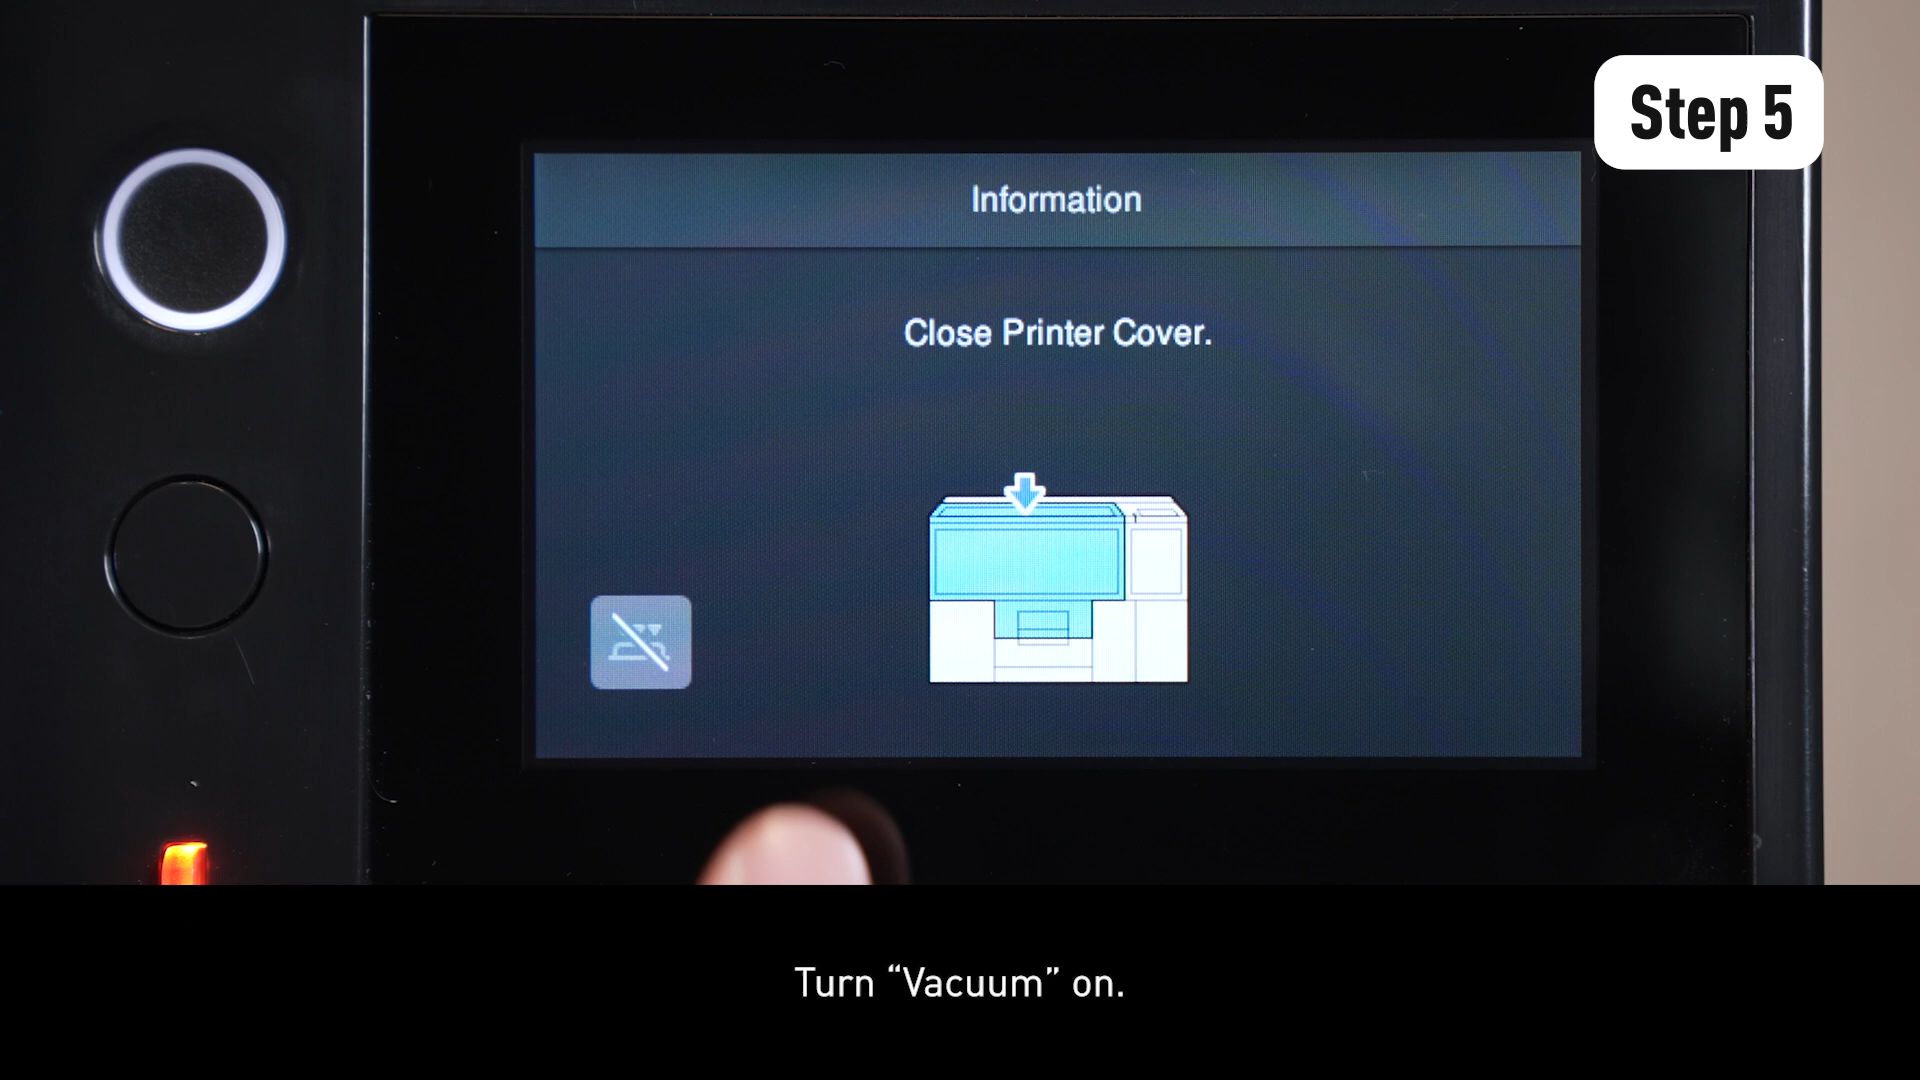 Step 5
Information
Close Printer Cover.
Turn “Vacuum” on.